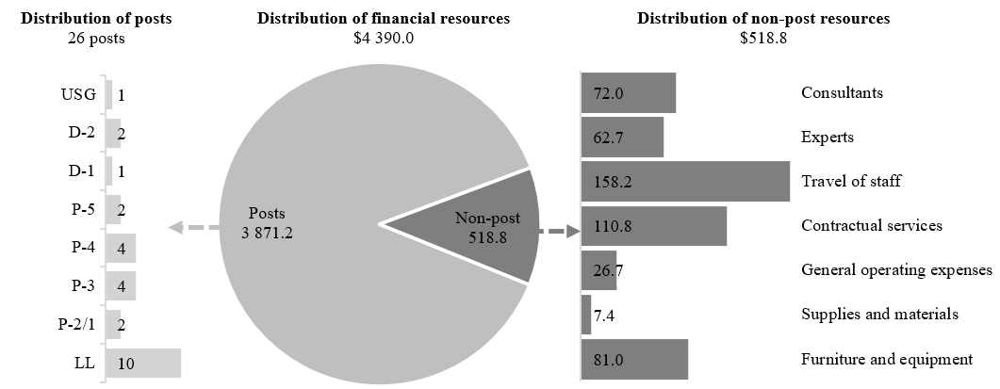 Distribution of posts
26 posts
USG 1
D-2 2
D-1 1
P-5 2
P-4 4
P-3 4
P-2/1 2
LL 10
Distribution of financial resources
$4 390.0
Posts
3 871.2
Non-post
518.8
Distribution of non-post resources
$518.8
72.0 Consultants
62.7 Experts
158.2 Travel of staff
110.8 Contractual services
26.7 General operating expenses
7.4 Supplies and materials
81.0 Furniture and equipment